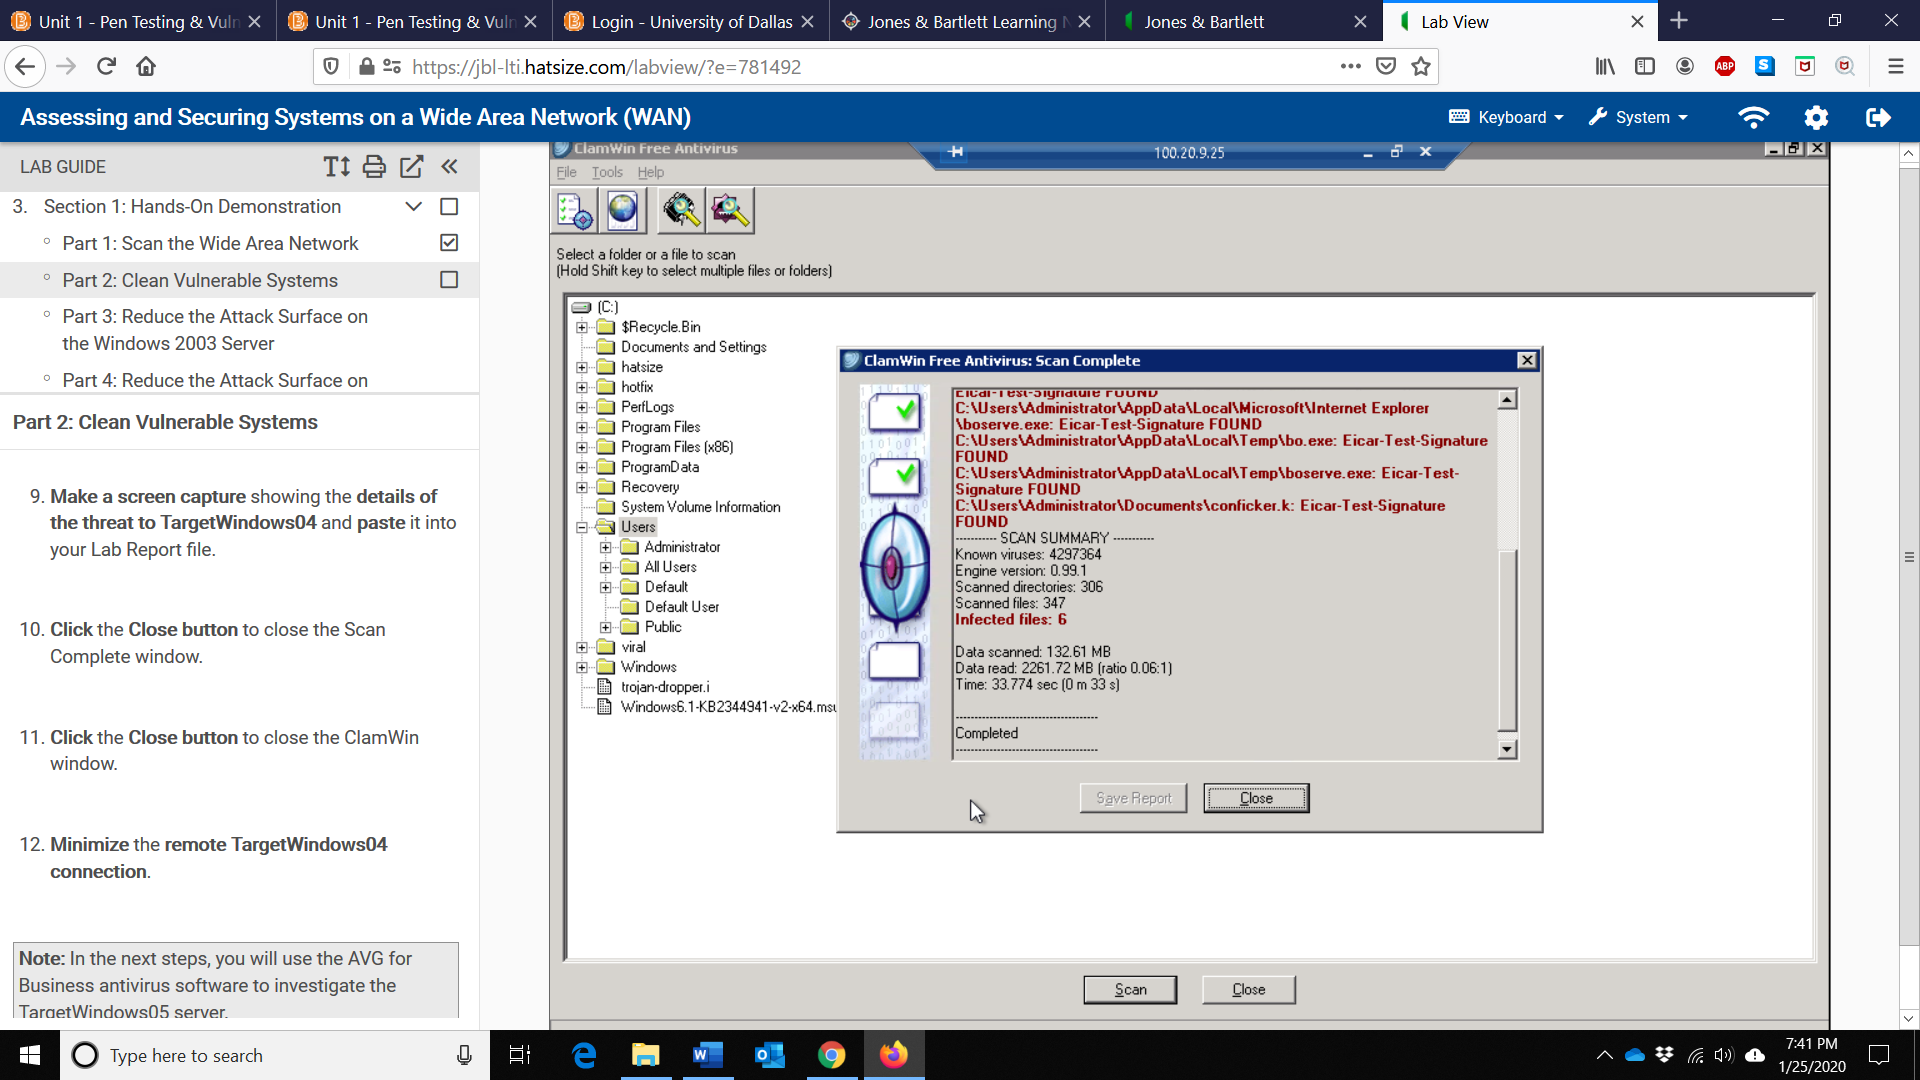 Unit 1 - Pen Testing & Vuln
Unit 1 - Pen Testing & Vuln
Login - University of Dallas
Jones & Bartlett Learning N
Jones & Bartlett
Lab View
https://jbl-lti.hatsize.com/labview/?e=781492
ABP
S
Assessing and Securing Systems on a Wide Area Network (WAN)
Keyboard
System
LAB GUIDE
3. Section 1: Hands-On Demonstration
Part 1: Scan the Wide Area Network
Part 2: Clean Vulnerable Systems
Part 3: Reduce the Attack Surface on
the Windows 2003 Server
Part 4: Reduce the Attack Surface on
Part 2: Clean Vulnerable Systems
9. Make a screen capture showing the details of
the threat to TargetWindows04 and paste it into
your Lab Report file.
10. Click the Close button to close the Scan
Complete window.
11. Click the Close button to close the ClamWin
window.
12. Minimize the remote TargetWindows04
connection.
Note: In the next steps, you will use the AVG for
Business antivirus software to investigate the
TargetWindows05 server.
ClamWin Free Antivirus
100.20.9.25
File Tools Help
Select a folder or a file to scan
(Hold Shift key to select multiple files or folders)
(C:)
$Recycle.Bin
Documents and Settings
hatsize
hotfix
PerfLogs
Program Files
Program Files (x86)
ProgramData
Recovery
System Volume Information
Users
Administrator
All Users
Default
Default User
Public
viral
Windows
trojan-dropper.i
Windows6.1-KB2344941-v2-x64.msu
ClamWin Free Antivirus: Scan Complete
Eicar-Test-Signature FOUND
C:\Users\Administrator\AppData\Local\Microsoft\Internet Explorer
\boserve.exe: Eicar-Test-Signature FOUND
C:\Users\Administrator\AppData\Local\Temp\bo.exe: Eicar-Test-Signature
FOUND
C:\Users\Administrator\AppData\Local\Temp\boserve.exe: Eicar-Test-
Signature FOUND
C:\Users\Administrator\Documents\conficker.k: Eicar-Test-Signature
FOUND
---------- SCAN SUMMARY ----------
Known viruses: 4297364
Engine version: 0.99.1
Scanned directories: 306
Scanned files: 347
Infected files: 6
Data scanned: 132.61 MB
Data read: 2261.72 MB (ratio 0.06:1)
Time: 33.774 sec (0 m 33 s)
--------------------------------------
Completed
--------------------------------------
Save Report
Close
Scan
Close
Type here to search
7:41 PM
1/25/2020